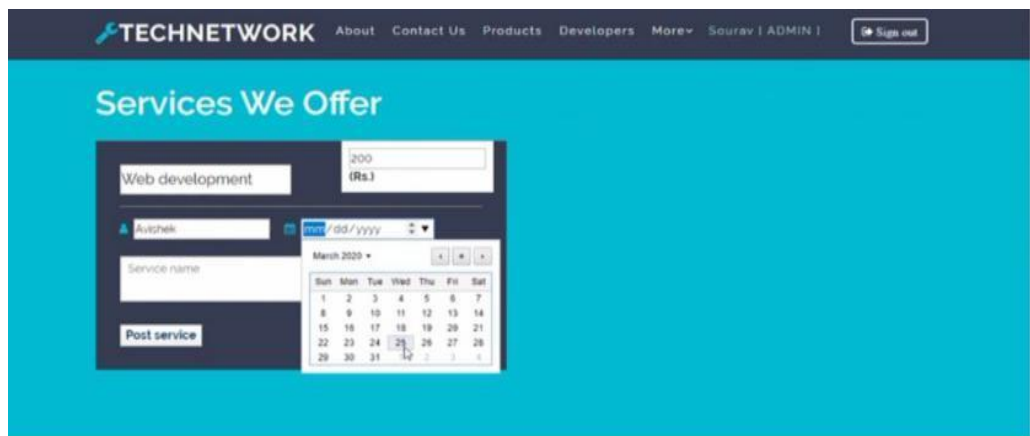 TECHNETWORK About Contact Us Products Developers More Sourav [ ADMIN ] Sign out
Services We Offer
200
Web development (Rs.)
Avishek mm/dd/yyyy
Service name March 2020
Sun Mon Tue Wed Thu Fri Sat
1 2 3 4 5 6 7
8 9 10 11 12 13 14
15 16 17 18 19 20 21
Post service
22 23 24 25 26 27 28
29 30 31 2 3 4